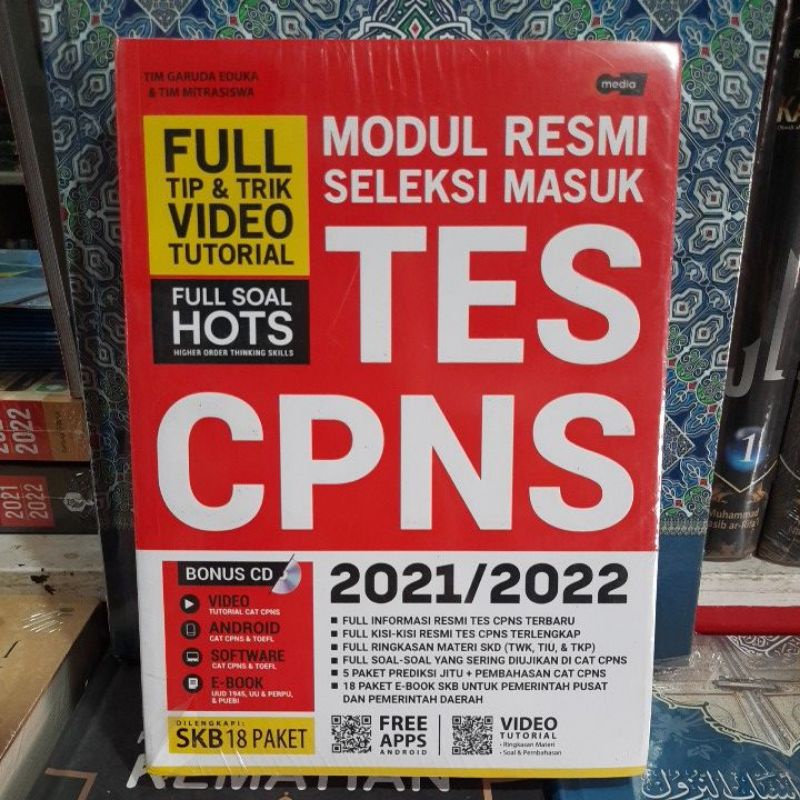 TIM GARUDA EDUKA
& TIM MITRASISWA
media
FULL
TIP & TRIK
VIDEO
TUTORIAL
FULL SOAL
HOTS
HIGHER ORDER THINKING SKILLS
MODUL RESMI
SELEKSI MASUK
TES
CPNS
BONUS CD
VIDEO
TUTORIAL CAT CPNS
ANDROID
CAT CPNS & TOEFL
SOFTWARE
CAT CPNS & TOEFL
E-BOOK
UUD 1945, UU & PERPU,
& PUEBI
DILENGKAPI:
SKB 18 PAKET
2021/2022
FULL INFORMASI RESMI TES CPNS TERBARU
FULL KISI-KISI RESMI TES CPNS TERLENGKAP
FULL RINGKASAN MATERI SKD (TWK, TIU, & TKP)
FULL SOAL-SOAL YANG SERING DIUJIKAN DI CAT CPNS
5 PAKET PREDIKSI JITU + PEMBAHASAN CAT CPNS
18 PAKET E-BOOK SKB UNTUK PEMERINTAH PUSAT
DAN PEMERINTAH DAERAH
FREE
APPS
ANDROID
VIDEO
TUTORIAL
• Ringkasan Materi
• Soal & Pembahasan
2022
2021
2022
11
Muhammad
KEMATIAN